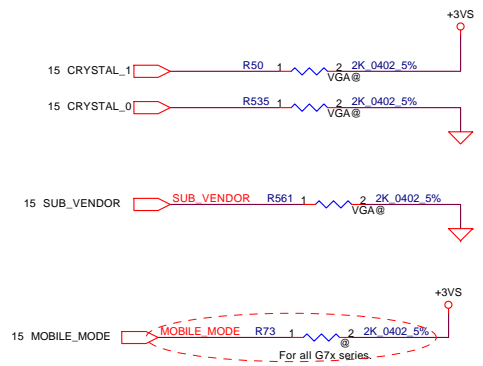 +3VS
15 CRYSTAL_1 R50 1 2 2K_0402_5%
VGA@
15 CRYSTAL_0 R535 1 2 2K_0402_5%
VGA@
15 SUB_VENDOR SUB_VENDOR R561 1 2 2K_0402_5%
VGA@
+3VS
15 MOBILE_MODE MOBILE_MODE R73 1 2 2K_0402_5%
@
For all G7x series.